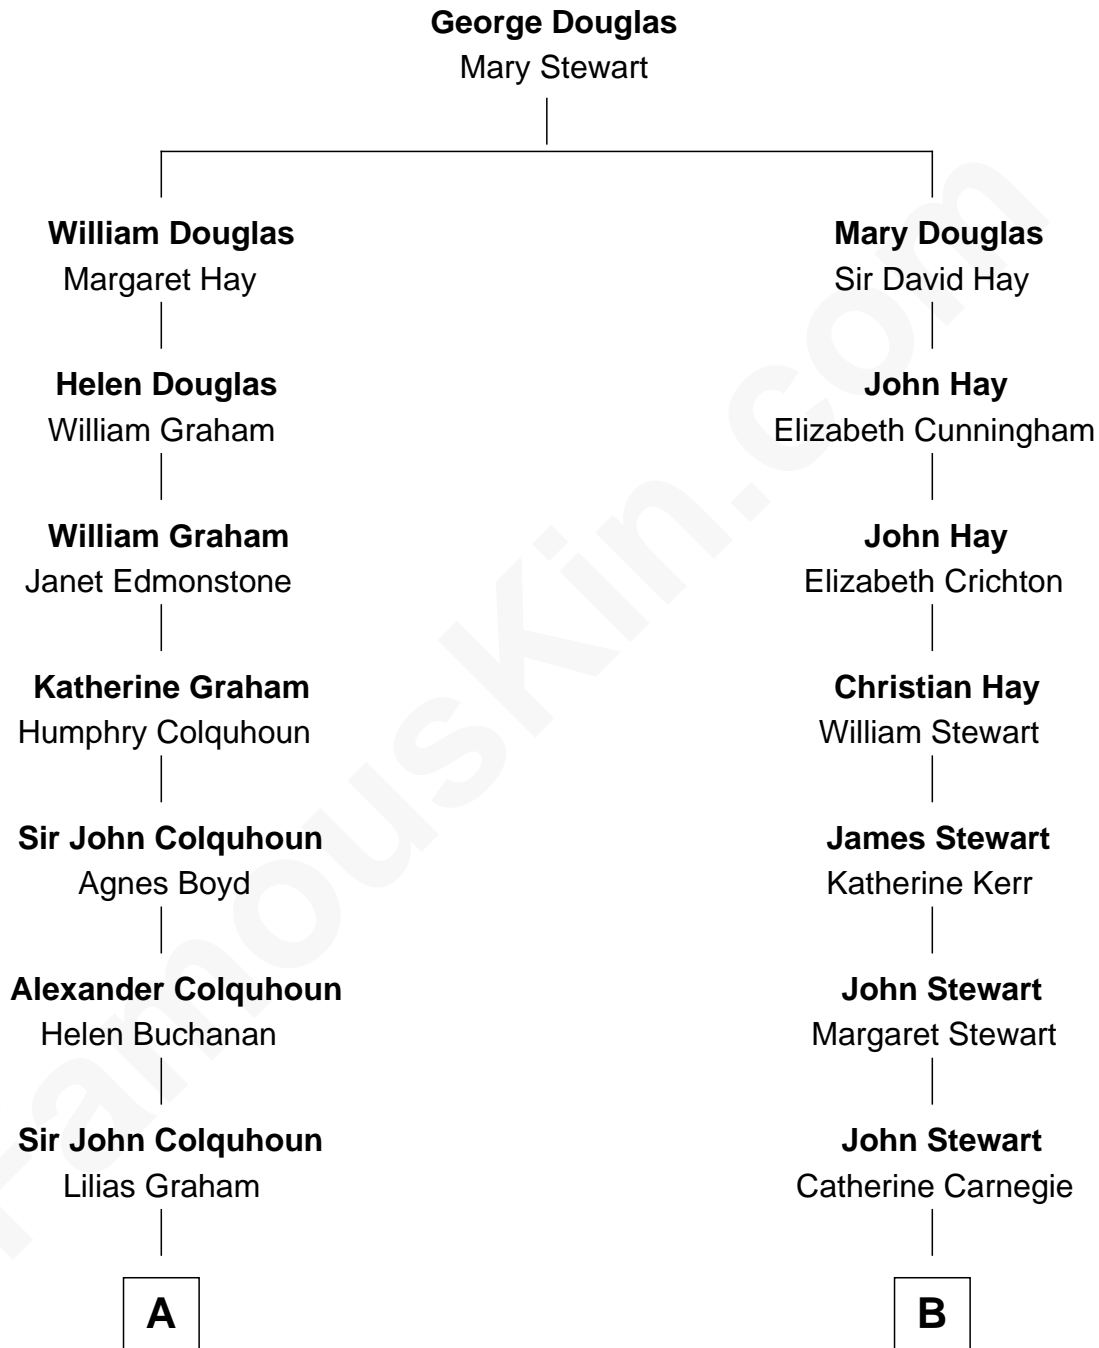 George Douglas
Mary Stewart
William Douglas
Margaret Hay
Mary Douglas
Sir David Hay
Helen Douglas
William Graham
John Hay
Elizabeth Cunningham
William Graham
Janet Edmonstone
John Hay
Elizabeth Crichton
Katherine Graham
Humphry Colquhoun
Christian Hay
William Stewart
Sir John Colquhoun
Agnes Boyd
James Stewart
Katherine Kerr
Alexander Colquhoun
Helen Buchanan
John Stewart
Margaret Stewart
Sir John Colquhoun
Lilias Graham
John Stewart
Catherine Carnegie
A
B
FamousKin.com